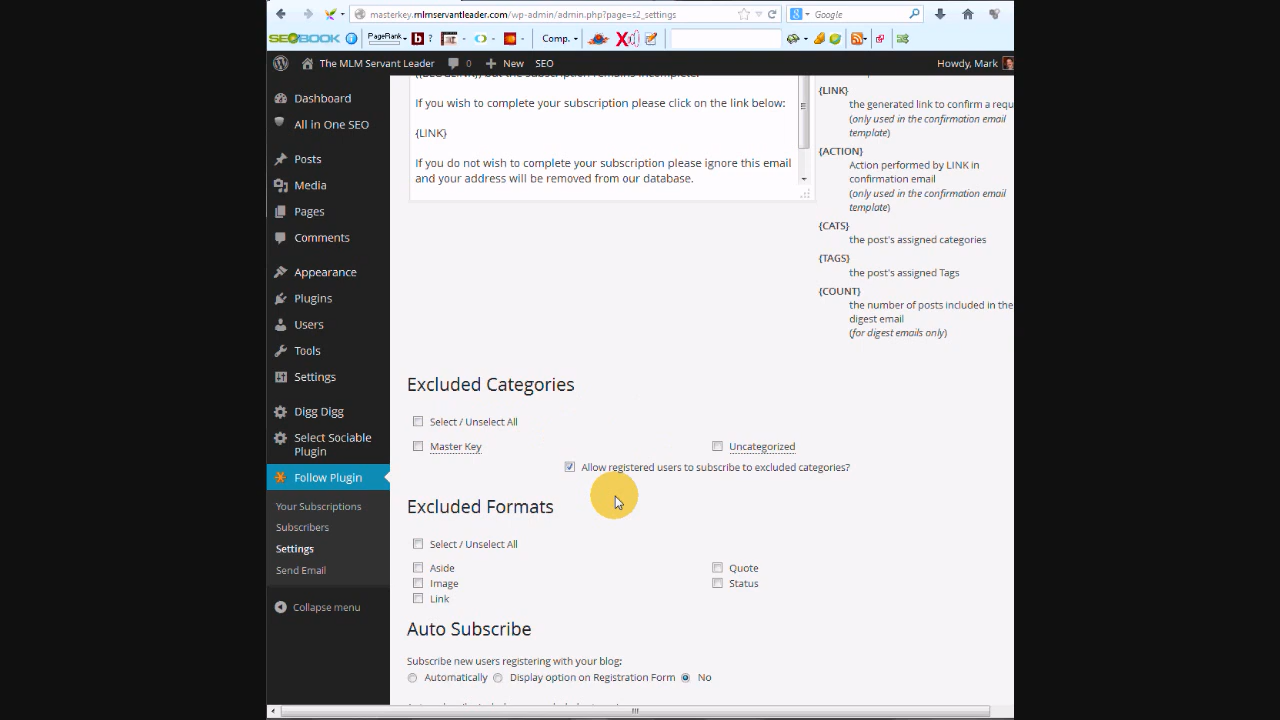 masterkey.mlmservantleader.com/wp-admin/admin.php?page=s2_settings
Google
SEOBOOK
PageRank
?
Comp.
The MLM Servant Leader
0
New
SEO
Howdy, Mark
Dashboard
All in One SEO
Posts
Media
Pages
Comments
Appearance
Plugins
Users
Tools
Settings
Digg Digg
Select Sociable
Plugin
Follow Plugin
Your Subscriptions
Subscribers
Settings
Send Email
Collapse menu
but the subscription remains incomplete.
If you wish to complete your subscription please click on the link below:
{LINK}
If you do not wish to complete your subscription please ignore this email
and your address will be removed from our database.
{LINK}
the generated link to confirm a requ
(only used in the confirmation email
template)
{ACTION}
Action performed by LINK in
confirmation email
(only used in the confirmation email
template)
{CATS}
the post's assigned categories
{TAGS}
the post's assigned Tags
{COUNT}
the number of posts included in the
digest email
(for digest emails only)
Excluded Categories
Select / Unselect All
Master Key
Uncategorized
Allow registered users to subscribe to excluded categories?
Excluded Formats
Select / Unselect All
Aside
Quote
Image
Status
Link
Auto Subscribe
Subscribe new users registering with your blog:
Automatically
Display option on Registration Form
No